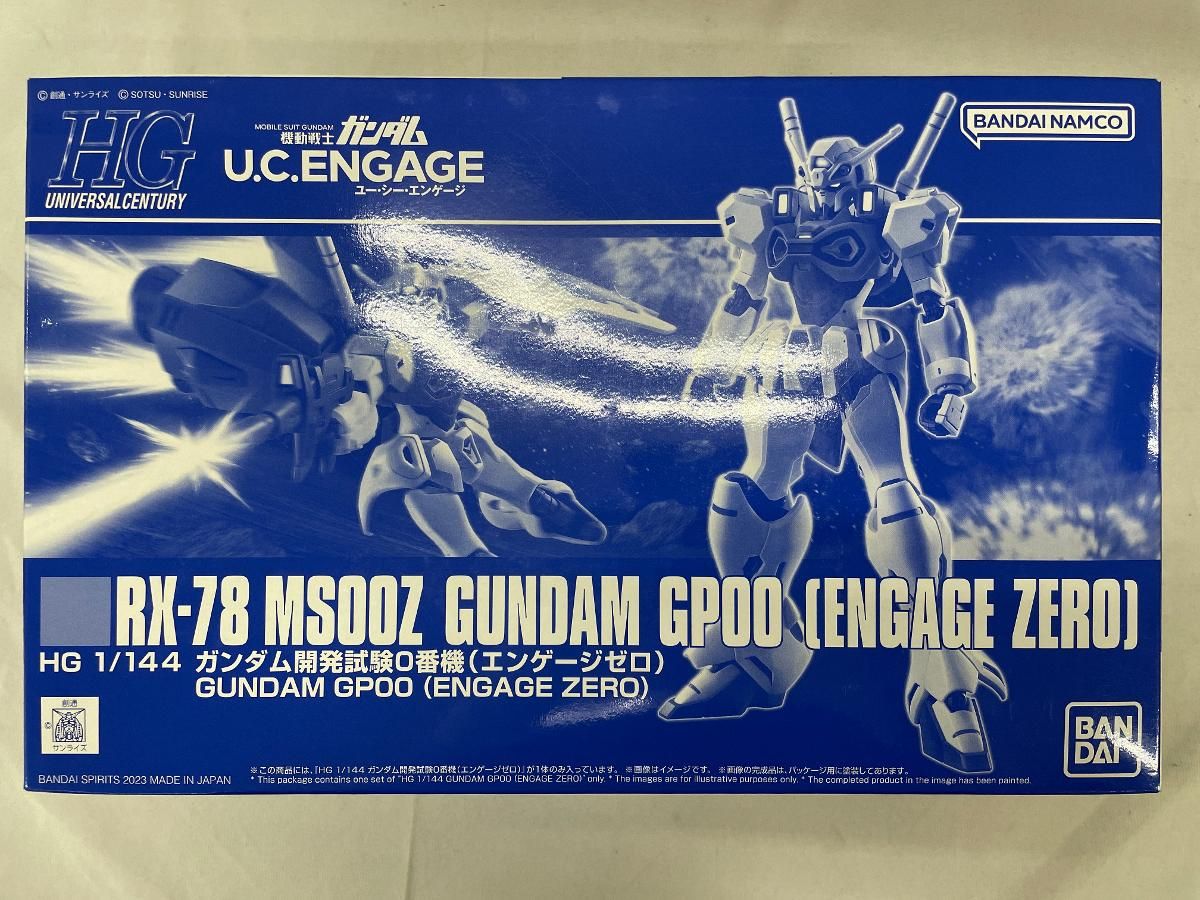 © 創通・サンライズ © SOTSU・SUNRISE
HG
UNIVERSAL CENTURY
MOBILE SUIT GUNDAM
機動戦士ガンダム
U.C.ENGAGE
ユー・シー・エンゲージ
BANDAI NAMCO
RX-78 MS00Z GUNDAM GP00 (ENGAGE ZERO)
HG 1/144 ガンダム開発試験0番機(エンゲージゼロ)
GUNDAM GP00 (ENGAGE ZERO)
創通
©
サンライズ
BAN
DAI
BANDAI SPIRITS 2023 MADE IN JAPAN
※この商品には、「HG 1/144 ガンダム開発試験0番機(エンゲージゼロ)」が1体のみ入っています。 ※画像はイメージです。 ※画像の完成品は、パッケージ用に塗装してあります。
* This package contains one set of "HG 1/144 GUNDAM GP00 (ENGAGE ZERO)" only. * The images are for illustrative purposes only. * The completed product in the image has been painted.